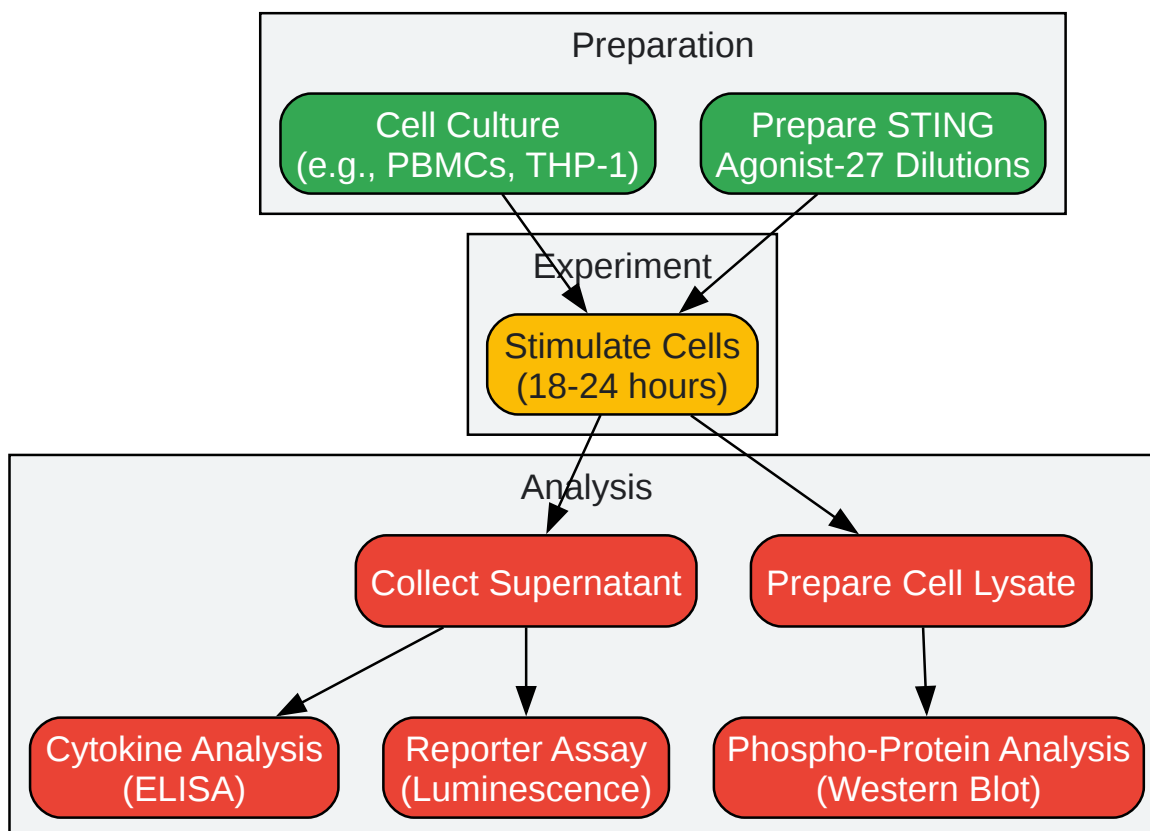 Preparation
Cell Culture
(e.g., PBMCs, THP-1)
Prepare STING
Agonist-27 Dilutions
Experiment
Stimulate Cells
(18-24 hours)
Analysis
Collect Supernatant
Prepare Cell Lysate
Cytokine Analysis
(ELISA)
Reporter Assay
(Luminescence)
Phospho-Protein Analysis
(Western Blot)